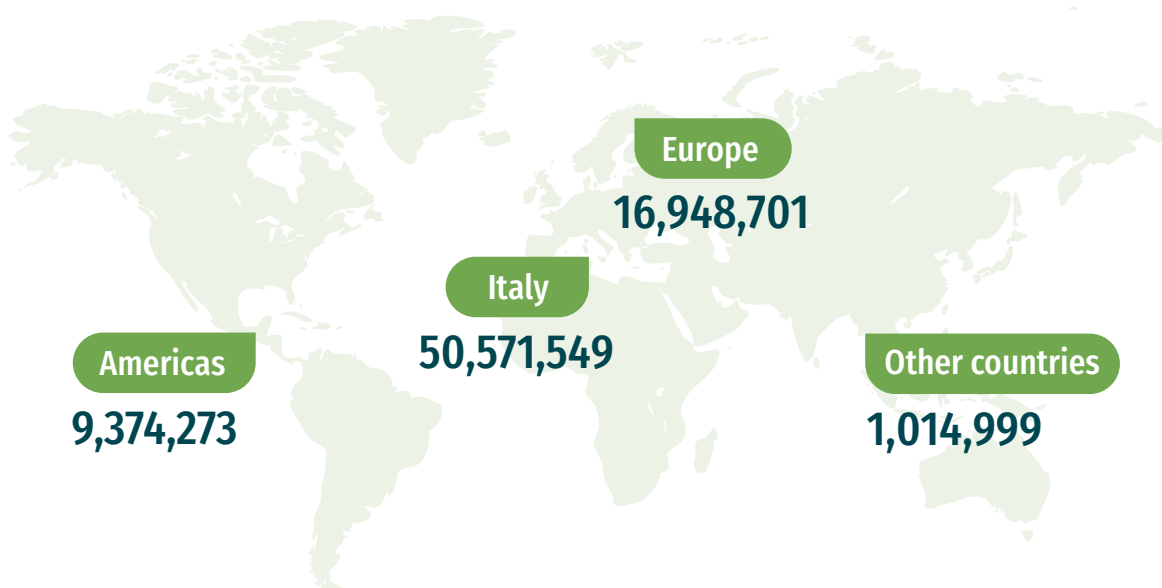 Europe
16,948,701
Italy
50,571,549
Americas
9,374,273
Other countries
1,014,999